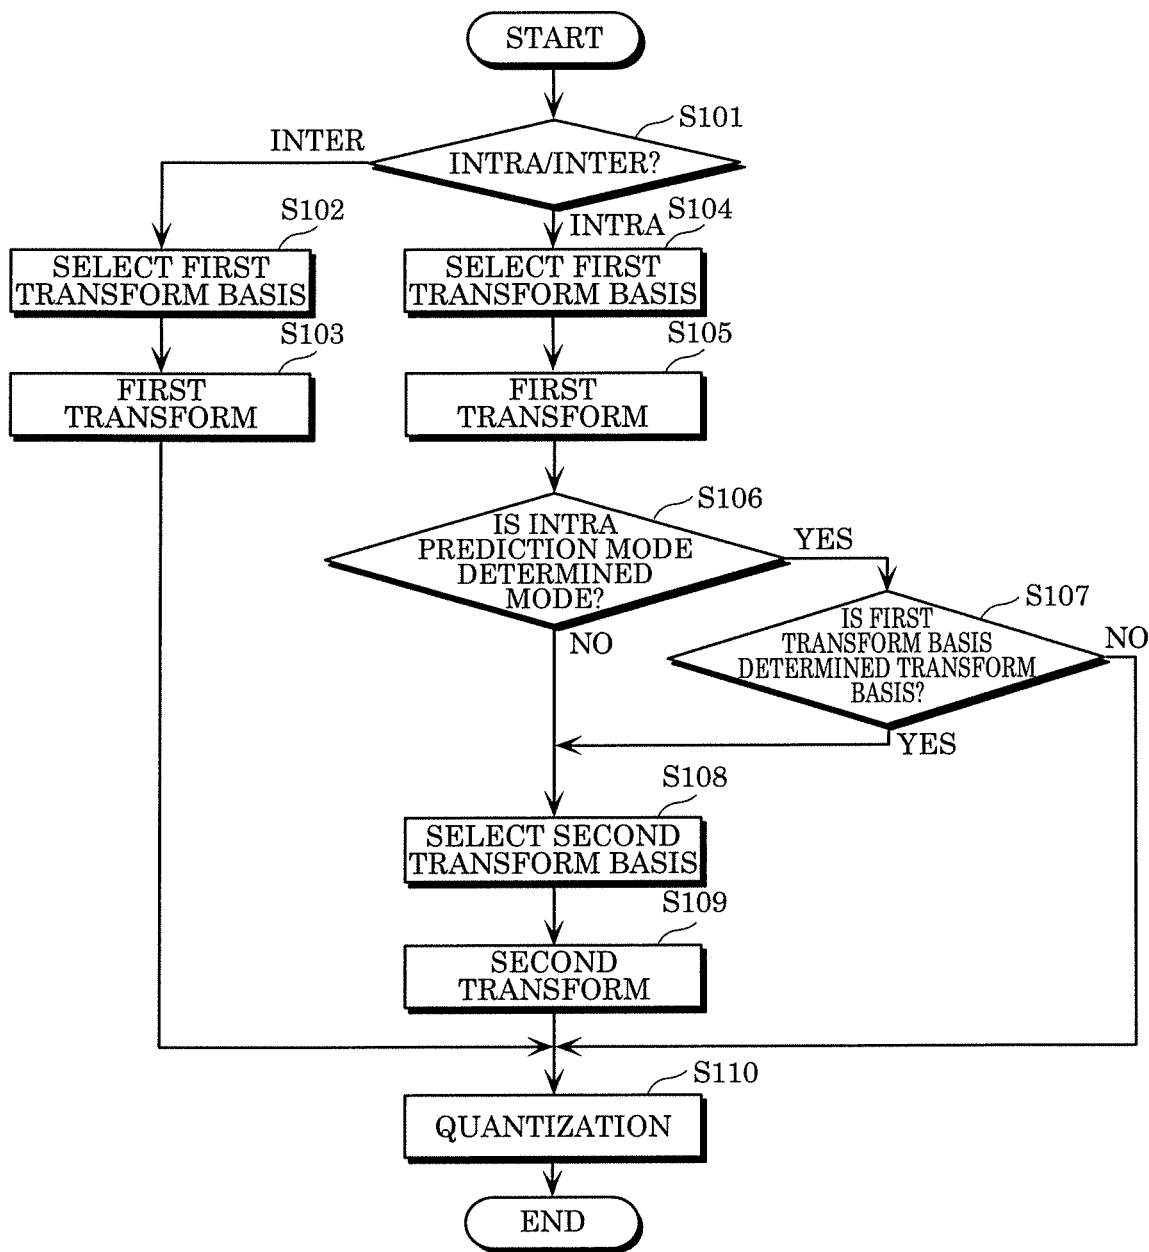 START
S101
INTER
INTRA/INTER?
S102
S104
INTRA
SELECT FIRST
TRANSFORM BASIS
SELECT FIRST
TRANSFORM BASIS
S103
S105
FIRST
TRANSFORM
FIRST
TRANSFORM
S106
IS INTRA
PREDICTION MODE
DETERMINED
MODE?
YES
NO
S107
IS FIRST
TRANSFORM BASIS
DETERMINED TRANSFORM
BASIS?
NO
YES
S108
SELECT SECOND
TRANSFORM BASIS
S109
SECOND
TRANSFORM
S110
QUANTIZATION
END